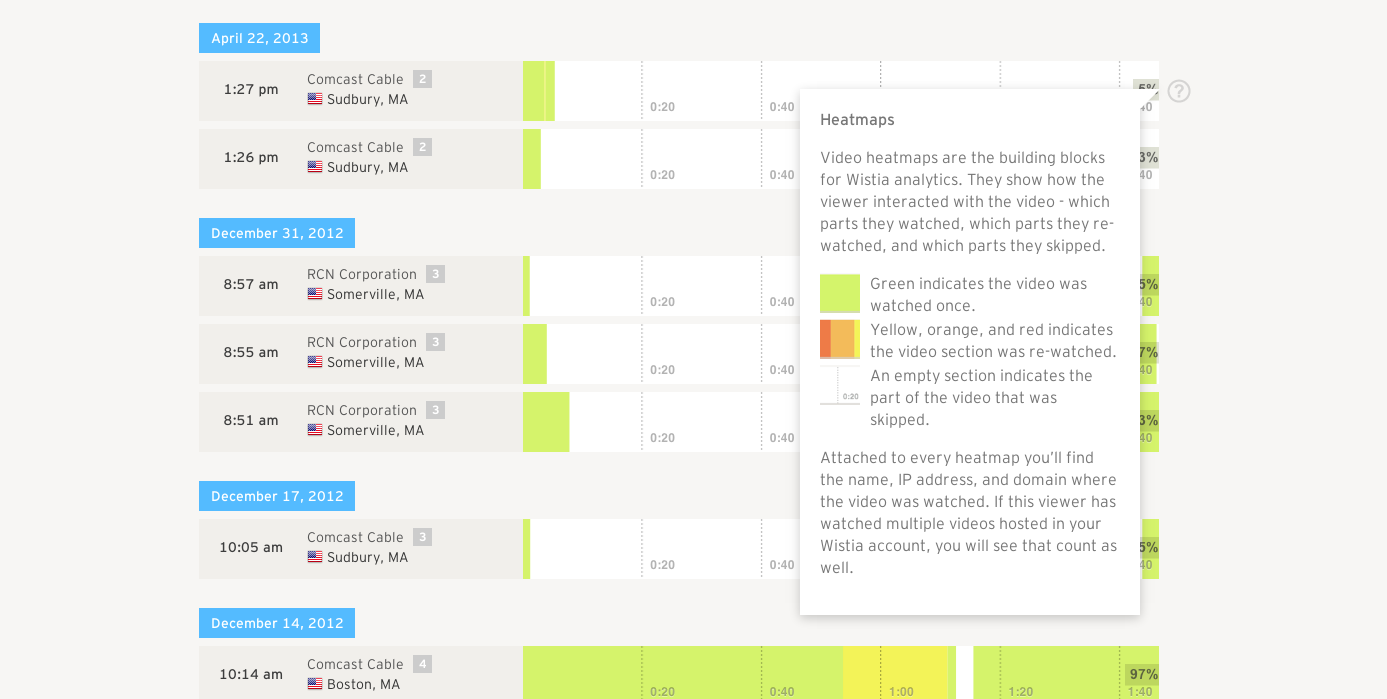 April 22, 2013
1:27 pm
Comcast Cable 2
Sudbury, MA
0:20
0:40
5%
40
?
1:26 pm
Comcast Cable 2
Sudbury, MA
0:20
0:40
3%
40
December 31, 2012
8:57 am
RCN Corporation 3
Somerville, MA
0:20
0:40
5%
40
8:55 am
RCN Corporation 3
Somerville, MA
0:20
0:40
7%
40
8:51 am
RCN Corporation 3
Somerville, MA
0:20
0:40
3%
40
December 17, 2012
10:05 am
Comcast Cable 3
Sudbury, MA
0:20
0:40
5%
40
December 14, 2012
10:14 am
Comcast Cable 4
Boston, MA
0:20
0:40
1:00
1:20
97%
1:40
Heatmaps
Video heatmaps are the building blocks
for Wistia analytics. They show how the
viewer interacted with the video - which
parts they watched, which parts they re-
watched, and which parts they skipped.
Green indicates the video was
watched once.
Yellow, orange, and red indicates
the video section was re-watched.
0:20
An empty section indicates the
part of the video that was
skipped.
Attached to every heatmap you'll find
the name, IP address, and domain where
the video was watched. If this viewer has
watched multiple videos hosted in your
Wistia account, you will see that count as
well.